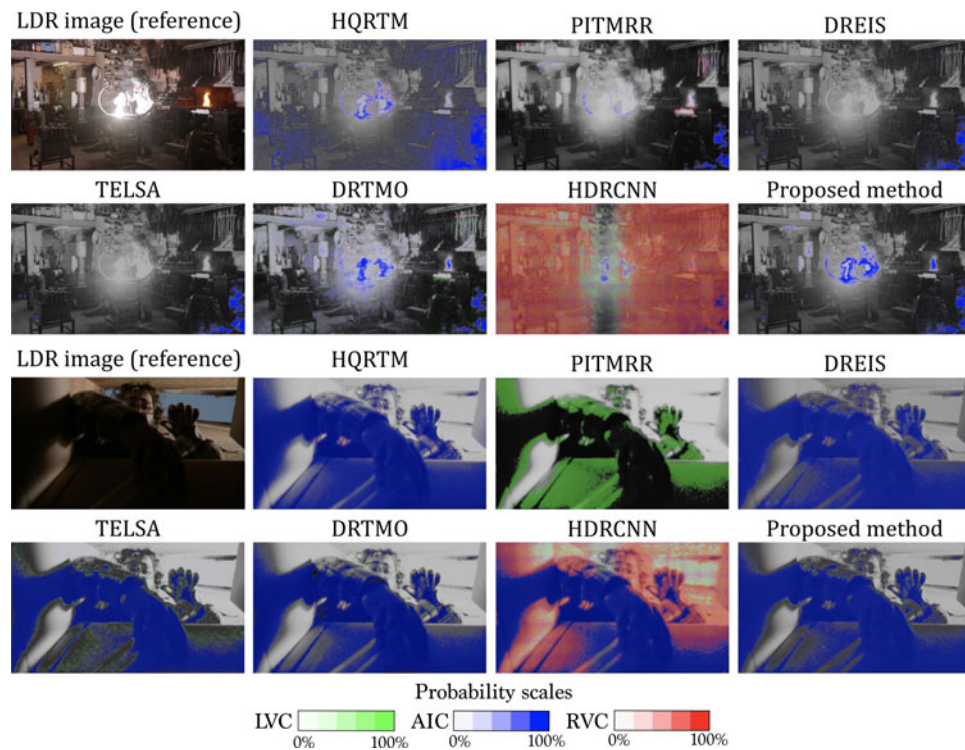 LDR image (reference) HQRTM PITMRR DREIS
TELSA DRTMO HDRCNN Proposed method
LDR image (reference) HQRTM PITMRR DREIS
TELSA DRTMO HDRCNN Proposed method
Probability scales
LVC AIC RVC
0% 100% 0% 100% 0% 100%